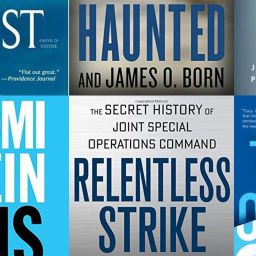 ST
A NOVEL OF
SUSPENSE
"Flat out great."
—Providence Journal
HAUNTED
AND JAMES O. BORN
J
P
MI
EIN
NS
THE SECRET HISTORY OF
JOINT SPECIAL
OPERATIONS COMMAND
RELENTLESS
STRIKE